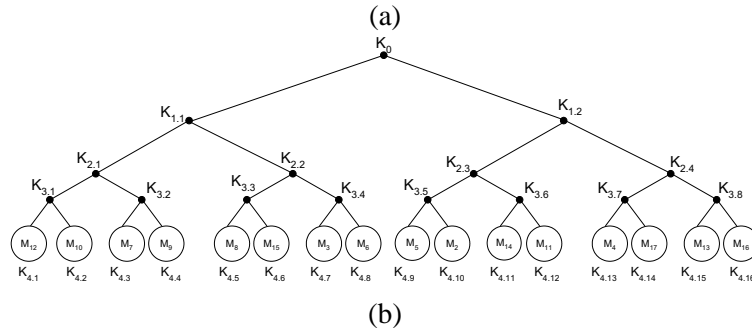 (a)
K0
K1.1 K1.2
K2.1 K2.2 K2.3 K2.4
K3.1 K3.2 K3.3 K3.4 K3.5 K3.6 K3.7 K3.8
M12 M10 M7 M9 M8 M15 M3 M6 M5 M2 M14 M11 M4 M17 M13 M16
K4.1 K4.2 K4.3 K4.4 K4.5 K4.6 K4.7 K4.8 K4.9 K4.10 K4.11 K4.12 K4.13 K4.14 K4.15 K4.16
(b)